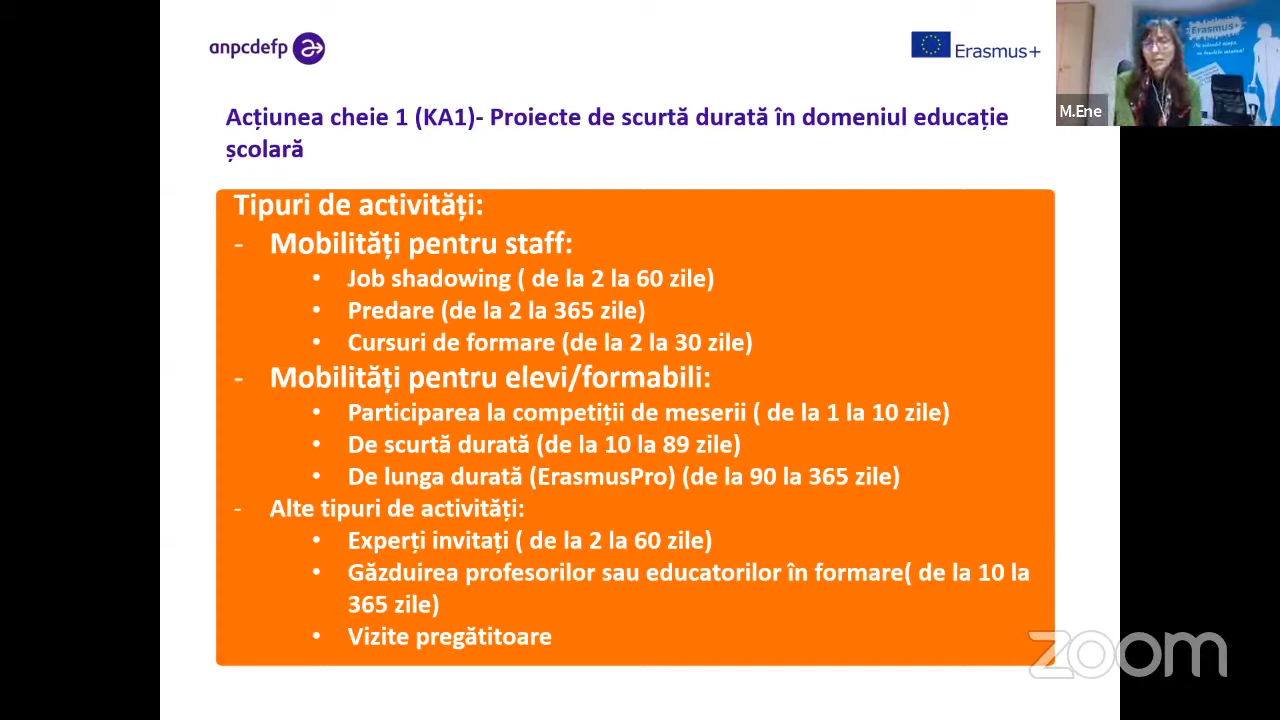 anpcdefp
Erasmus+
Erasmus+
M.Ene
Acțiunea cheie 1 (KA1)- Proiecte de scurtă durată în domeniul educație
școlară
Tipuri de activități:
- Mobilități pentru staff:
• Job shadowing ( de la 2 la 60 zile)
• Predare (de la 2 la 365 zile)
• Cursuri de formare (de la 2 la 30 zile)
- Mobilități pentru elevi/formabili:
• Participarea la competiții de meserii ( de la 1 la 10 zile)
• De scurtă durată (de la 10 la 89 zile)
• De lunga durată (ErasmusPro) (de la 90 la 365 zile)
- Alte tipuri de activități:
• Experți invitați ( de la 2 la 60 zile)
• Găzduirea profesorilor sau educatorilor în formare( de la 10 la
365 zile)
• Vizite pregătitoare
zoom